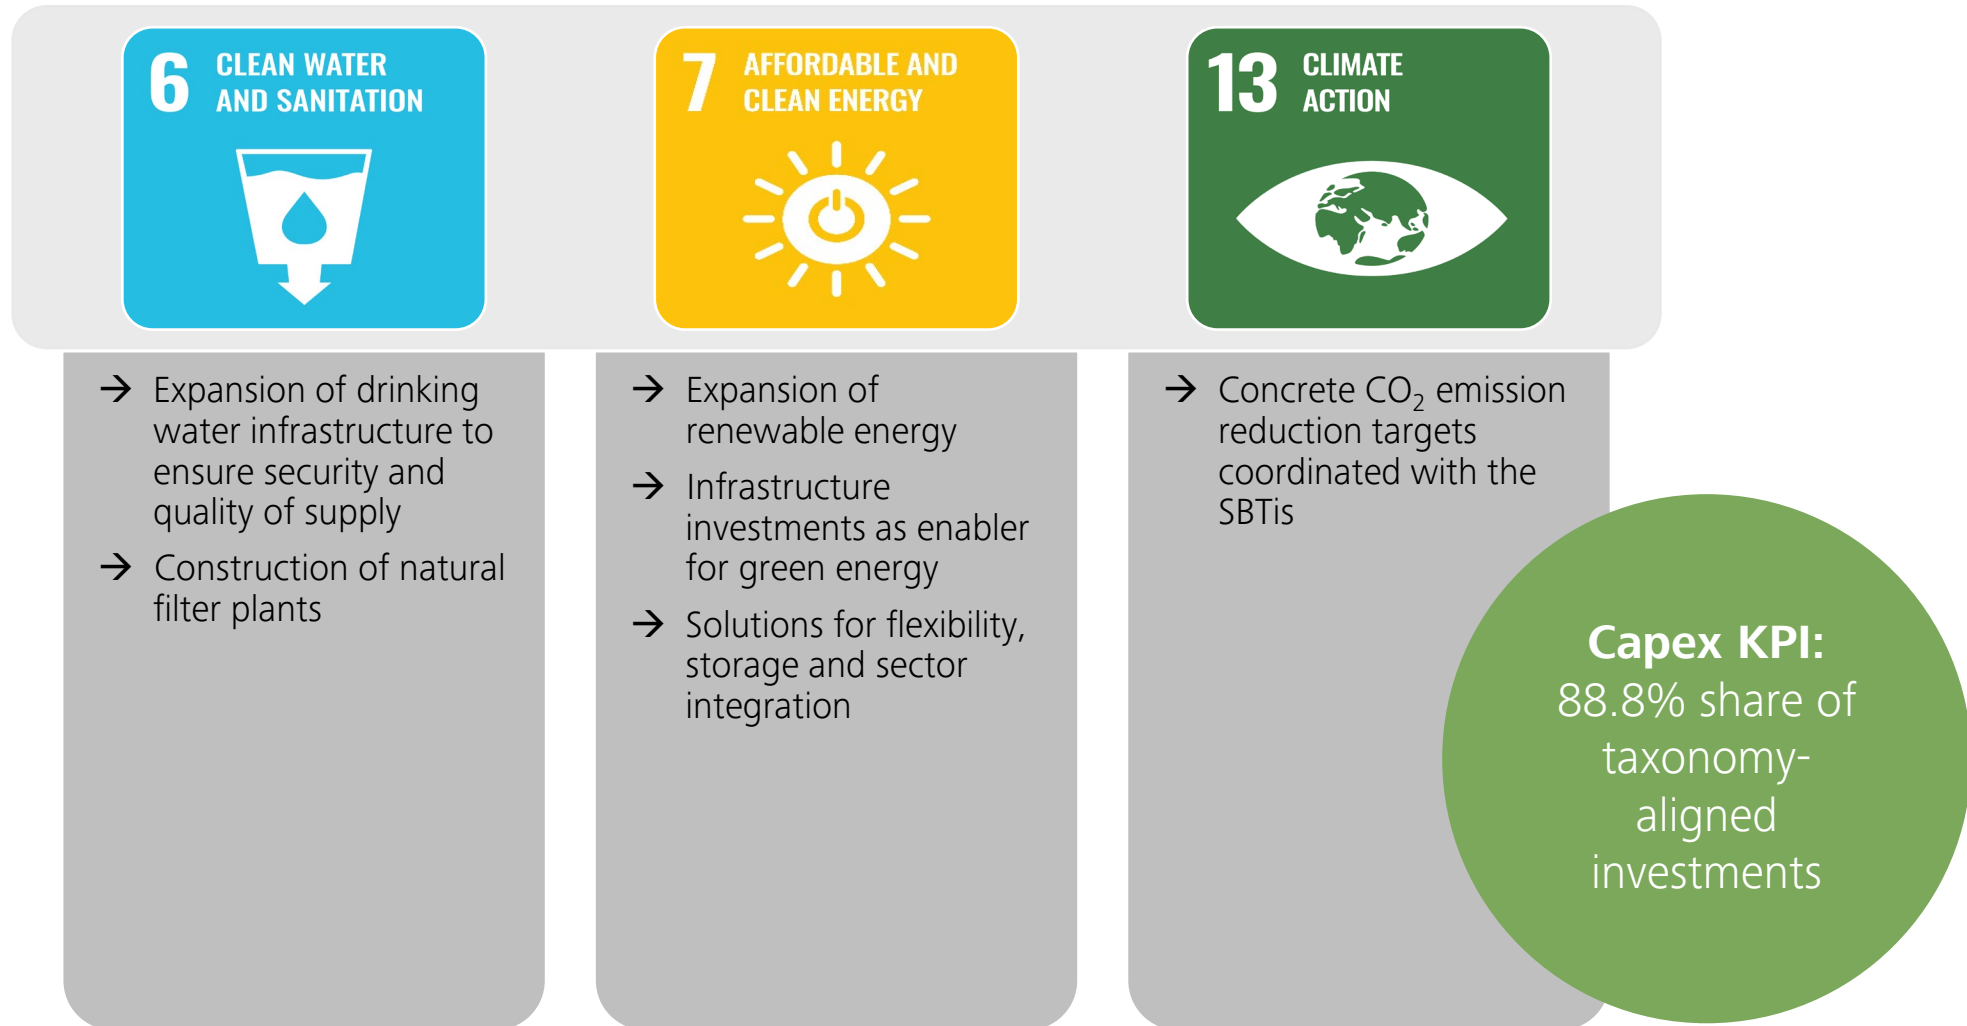 6 CLEAN WATER
AND SANITATION
7 AFFORDABLE AND
CLEAN ENERGY
13 CLIMATE
ACTION
→ Expansion of drinking
water infrastructure to
ensure security and
quality of supply
→ Construction of natural
filter plants
→ Expansion of
renewable energy
→ Infrastructure
investments as enabler
for green energy
→ Solutions for flexibility,
storage and sector
integration
→ Concrete CO₂ emission
reduction targets
coordinated with the
SBTis
Capex KPI:
88.8% share of
taxonomy-
aligned
investments